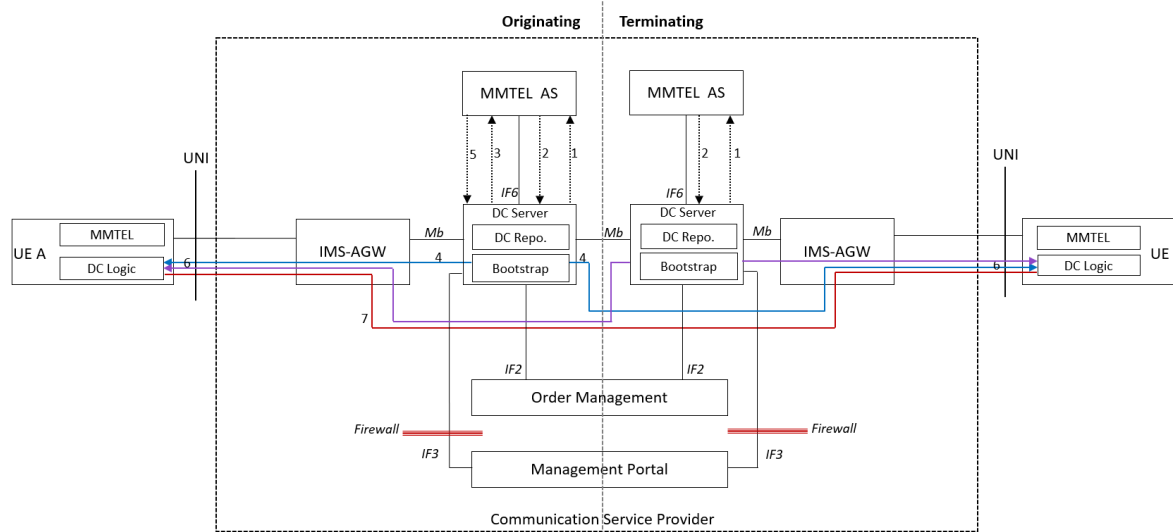 Originating
Terminating
MMTEL AS
MMTEL AS
5
3
2
1
2
1
UNI
UNI
IF6
IF6
DC Server
DC Server
UE A
MMTEL
DC Logic
IMS-AGW
Mb
DC Repo.
Bootstrap
Mb
DC Repo.
Bootstrap
Mb
IMS-AGW
MMTEL
DC Logic
UE
6
4
4
6
7
IF2
IF2
Order Management
Firewall
Firewall
IF3
IF3
Management Portal
Communication Service Provider